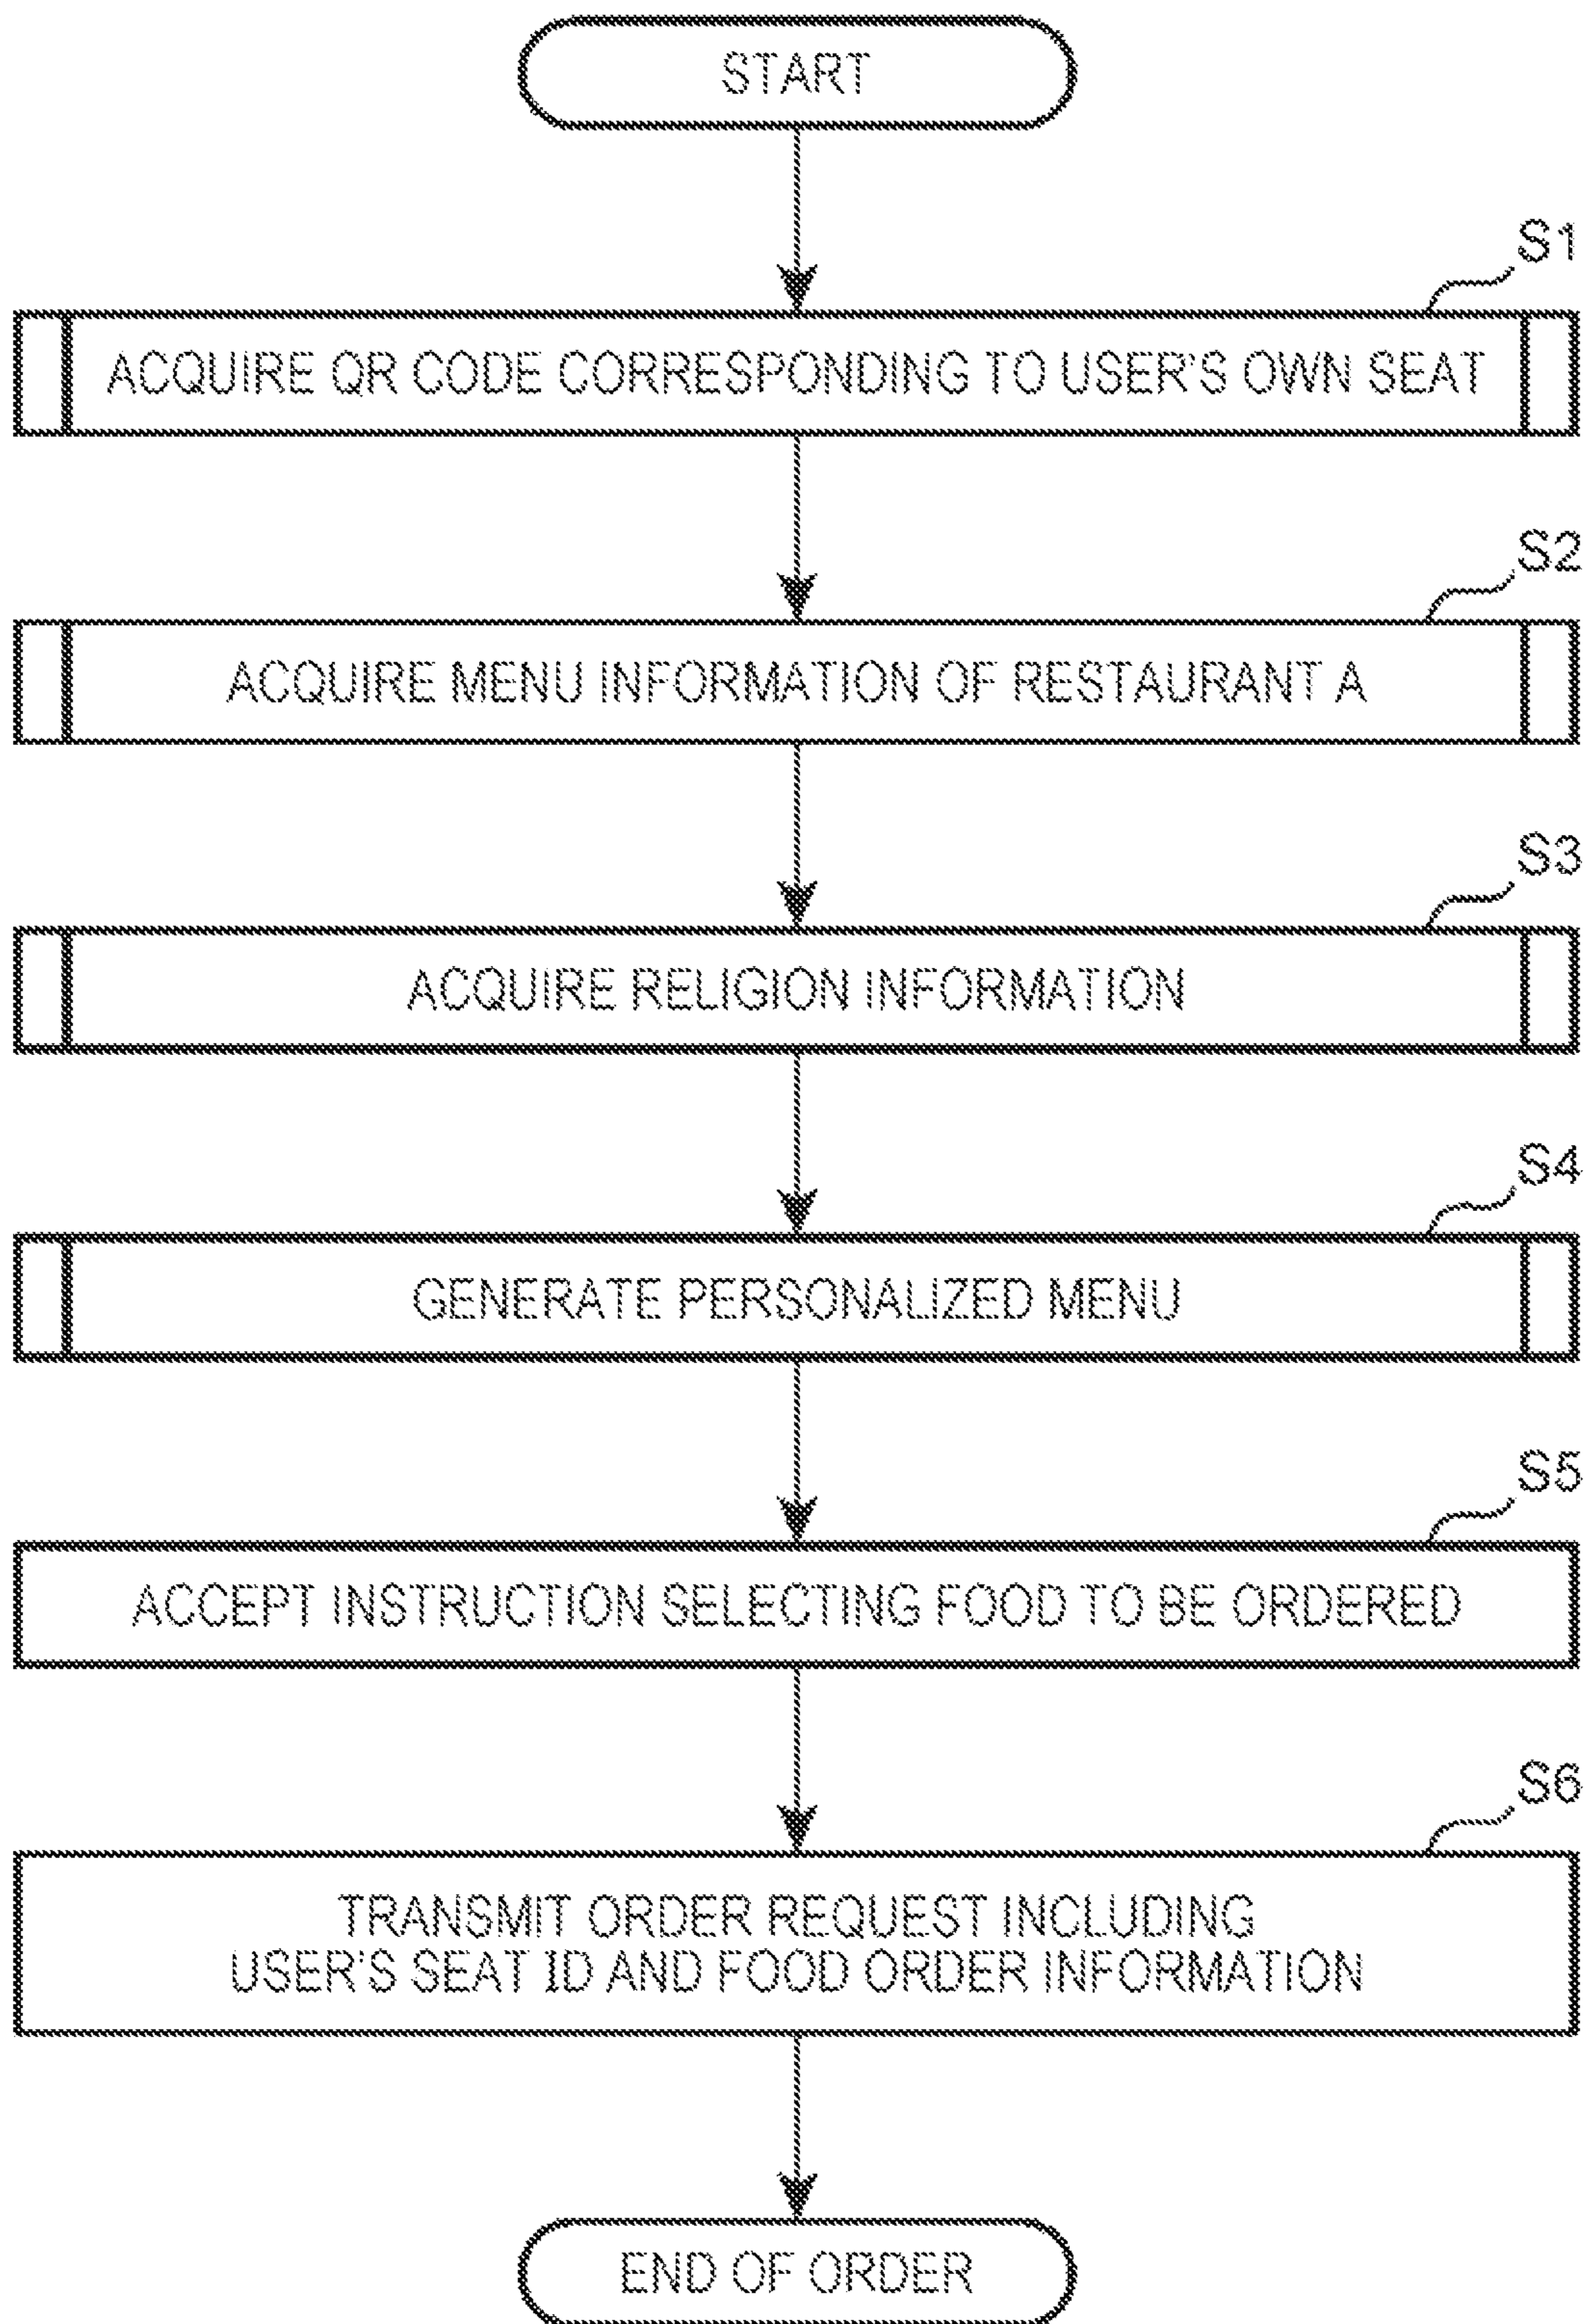 START
S1
ACQUIRE QR CODE CORRESPONDING TO USER'S OWN SEAT
S2
ACQUIRE MENU INFORMATION OF RESTAURANT A
S3
ACQUIRE RELIGION INFORMATION
S4
GENERATE PERSONALIZED MENU
S5
ACCEPT INSTRUCTION SELECTING FOOD TO BE ORDERED
S6
TRANSMIT ORDER REQUEST INCLUDING
USER'S SEAT ID AND FOOD ORDER INFORMATION
END OF ORDER